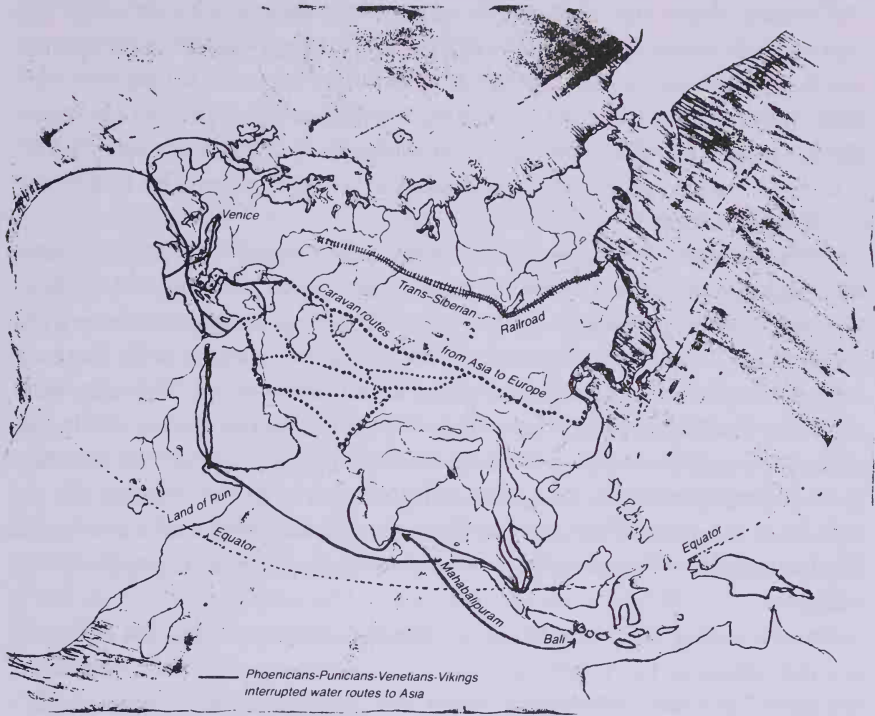 Venice
Trans-Siberian
Railroad
Caravan routes
from Asia to Europe
Land of Pun
Equator
Equator
Mahabalipuram
Bali
Phoenicians-Punicians-Venetians-Vikings
interrupted water routes to Asia